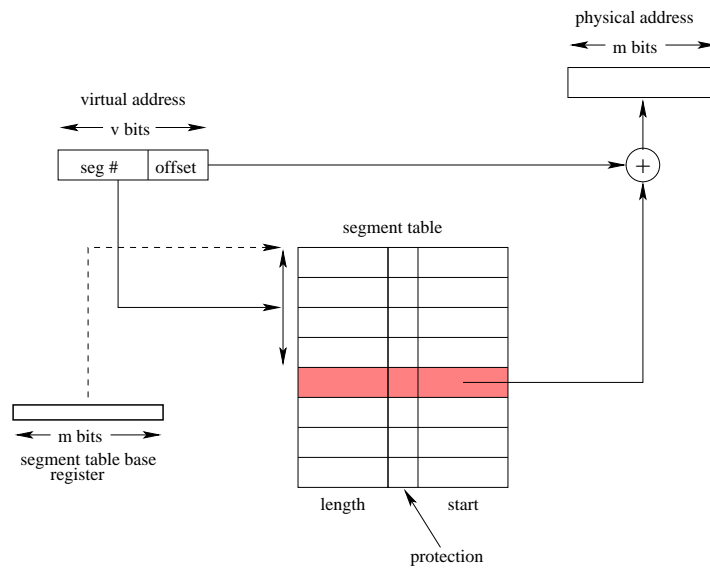 physical address
m bits
virtual address
v bits
seg #
offset
+
segment table
m bits
segment table base
register
length
start
protection